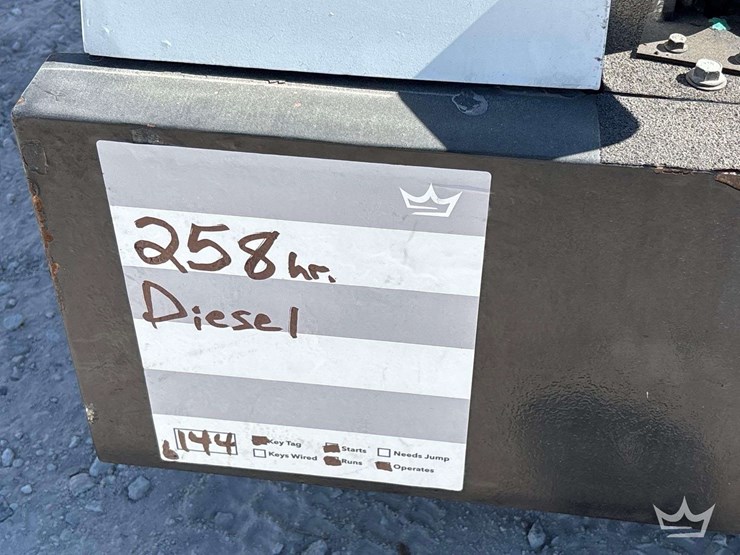 258 hr.
Diesel
144 Key Tag Starts Needs Jump
Keys Wired Runs Operates